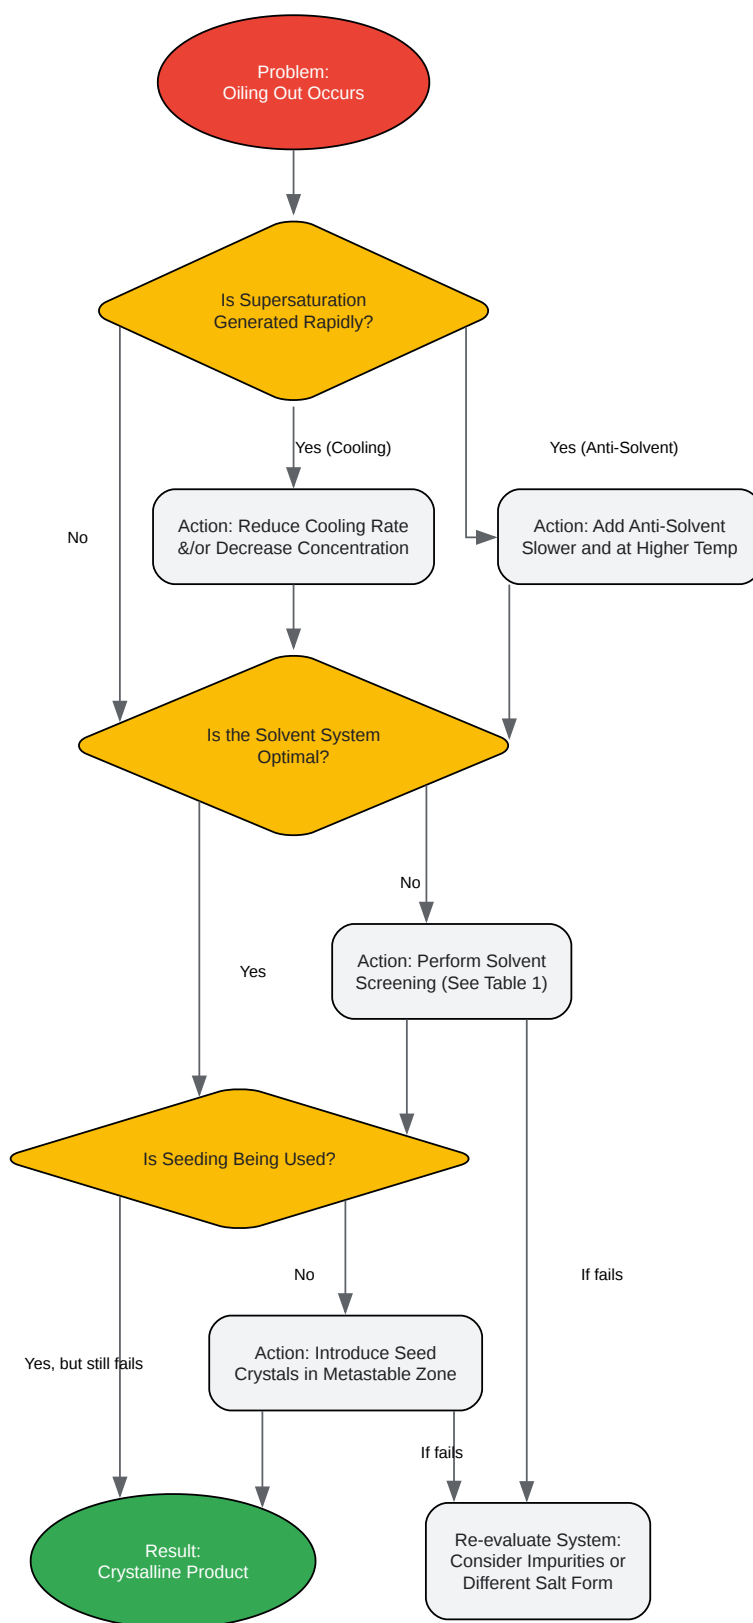 Problem:
Oiling Out Occurs
Is Supersaturation
Generated Rapidly?
Yes (Cooling)
Yes (Anti-Solvent)
No
Action: Reduce Cooling Rate
&/or Decrease Concentration
Action: Add Anti-Solvent
Slower and at Higher Temp
Is the Solvent System
Optimal?
No
Yes
Action: Perform Solvent
Screening (See Table 1)
Is Seeding Being Used?
No
If fails
Yes, but still fails
Action: Introduce Seed
Crystals in Metastable Zone
If fails
Result:
Crystalline Product
Re-evaluate System:
Consider Impurities or
Different Salt Form